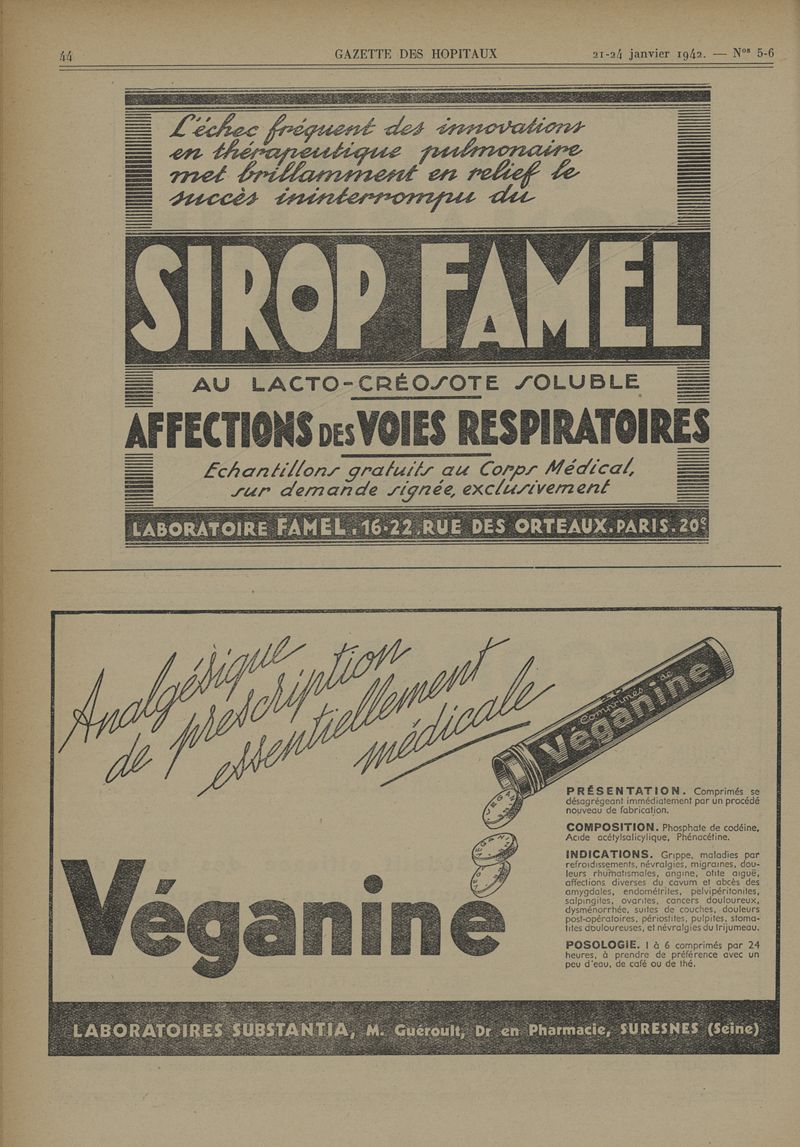 44
GAZETTE DES HOPITAUX
21-24 janvier 1942. — Nos 5-6
L'échec fréquent des innovations
en thérapeutique pulmonaire
met brillamment en relief le
succès ininterrompu du
SIROP FAMEL
AU LACTO-CRÉOSOTE SOLUBLE
AFFECTIONS DES VOIES RESPIRATOIRES
Echantillons gratuits au Corps Médical,
sur demande signée, exclusivement
LABORATOIRE FAMEL. 16-22. RUE DES ORTEAUX. PARIS. 20e
Analgésique
de prescription
essentiellement
médicale
Comprimés de
Véganine
VEGAN
VEGANIN
VEGA
PRÉSENTATION. Comprimés se
désagrégeant immédiatement par un procédé
nouveau de fabrication.
COMPOSITION. Phosphate de codéine,
Acide acétylsalicylique, Phénacétine.
INDICATIONS. Grippe, maladies par
refroidissements, névralgies, migraines, dou-
leurs rhumatismales, angine, otite aiguë,
affections diverses du cavum et abcès des
amygdales, endométrites, pelvipéritonites,
salpingites, ovarites, cancers douloureux,
dysménorrhée, suites de couches, douleurs
post-opératoires, périostites, pulpites, stoma-
tites douloureuses, et névralgies du trijumeau.
POSOLOGIE. 1 à 6 comprimés par 24
heures, à prendre de préférence avec un
peu d'eau, de café ou de thé.
Véganine
LABORATOIRES SUBSTANTIA, M. Guéroult, Dr en Pharmacie, SURESNES (Seine)